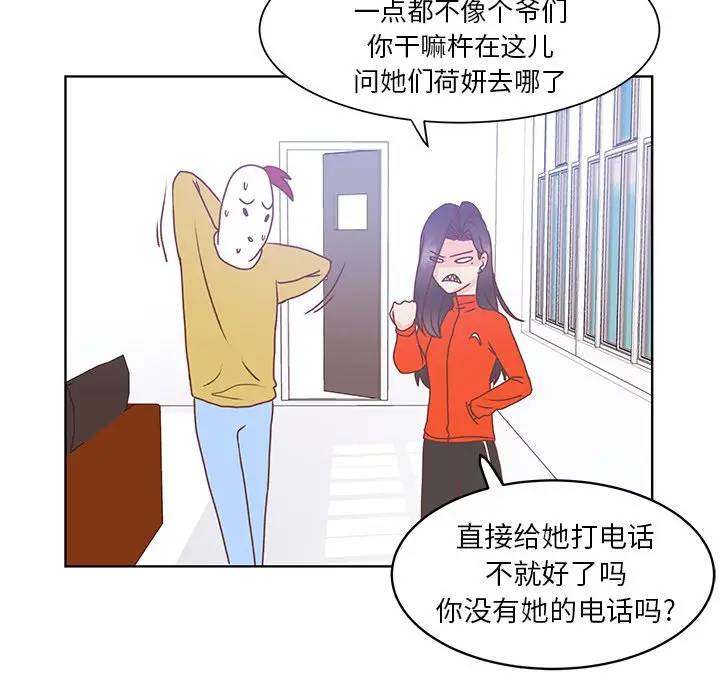 一点都不像个爷们
你干嘛杵在这儿
问她们荷妍去哪了
直接给她打电话
不就好了吗
你没有她的电话吗?